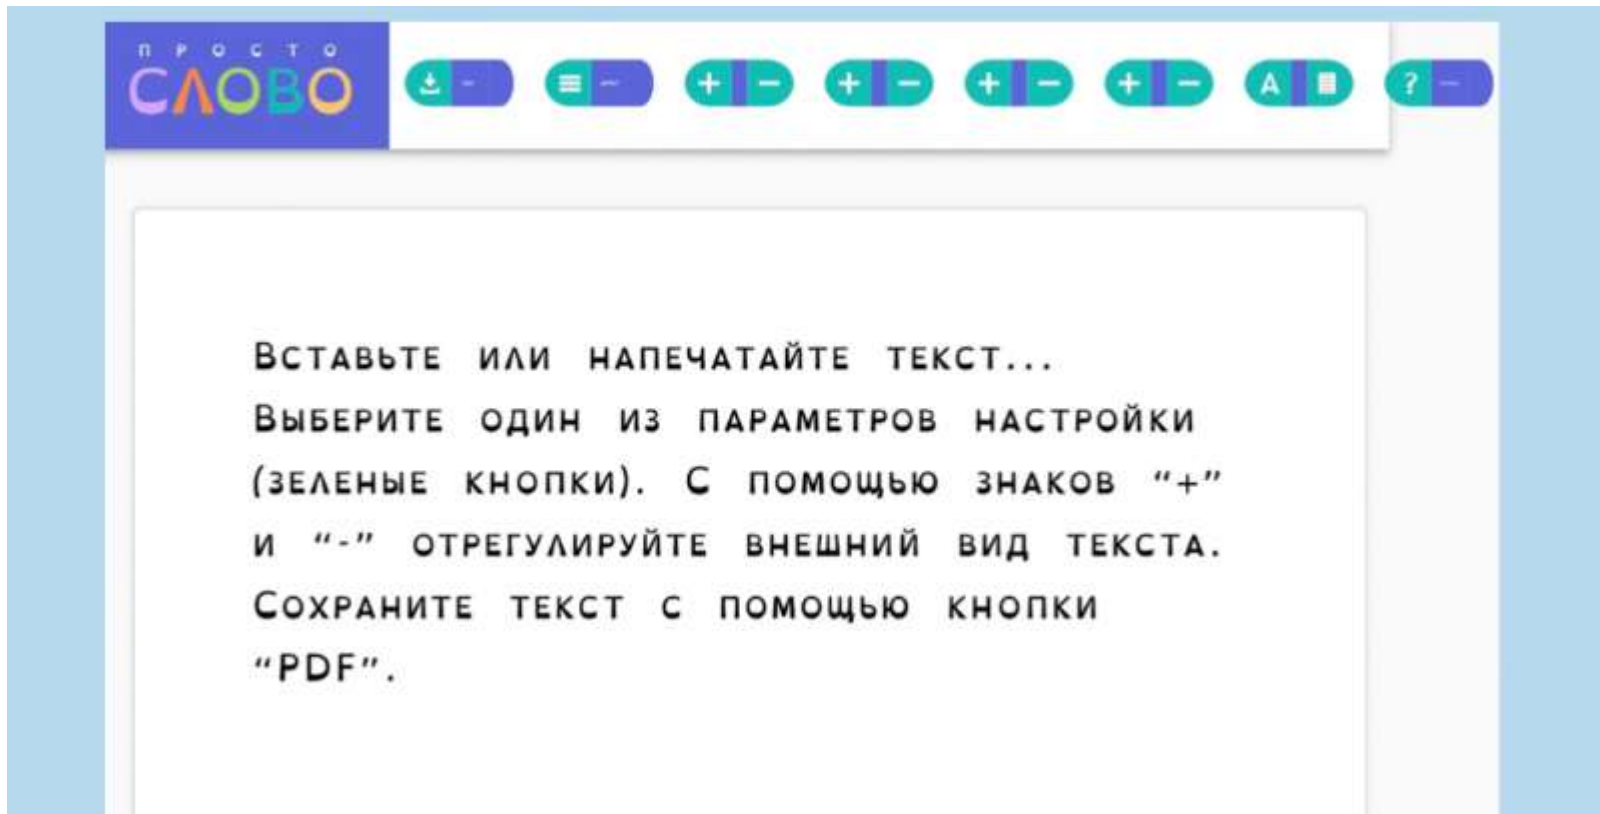 ПРОСТО
СЛОВО
+ − + − + − + − А ?
Вставьте или напечатайте текст...
Выберите один из параметров настройки
(зеленые кнопки). С помощью знаков “+”
и “-” отрегулируйте внешний вид текста.
Сохраните текст с помощью кнопки
“PDF”.